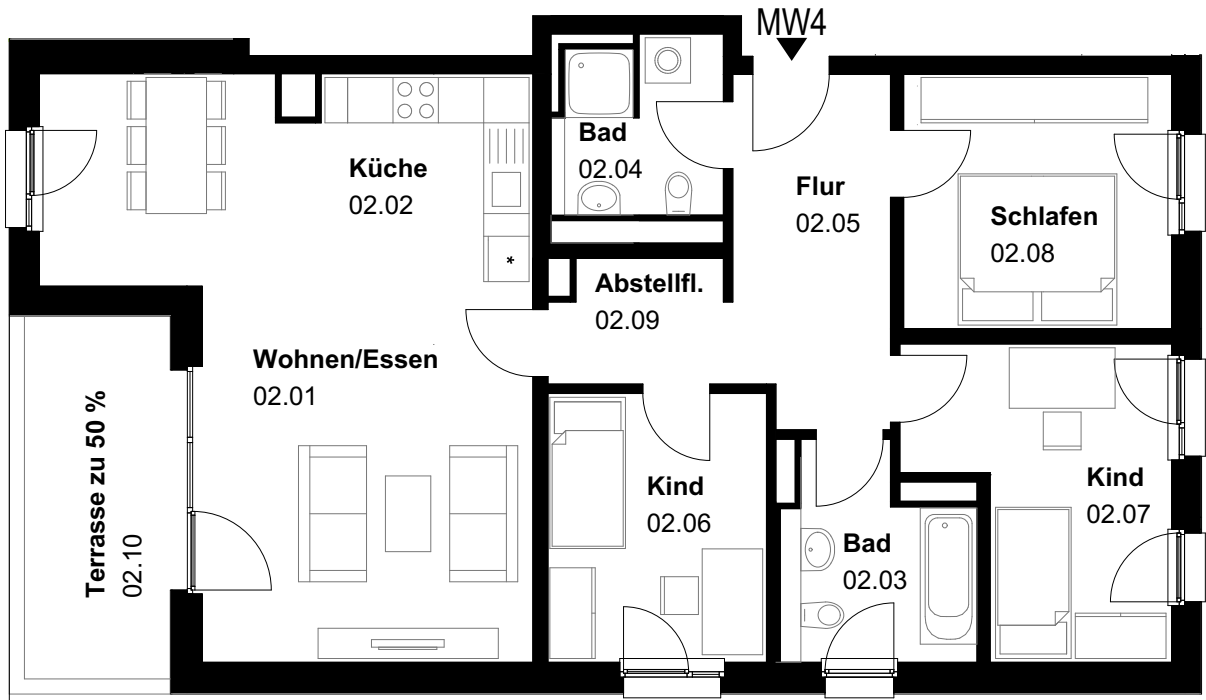 MW4
Küche
02.02
Bad
02.04
Flur
02.05
Schlafen
02.08
*
Abstellfl.
02.09
Wohnen/Essen
02.01
Terrasse zu 50 %
02.10
Kind
02.06
Bad
02.03
Kind
02.07